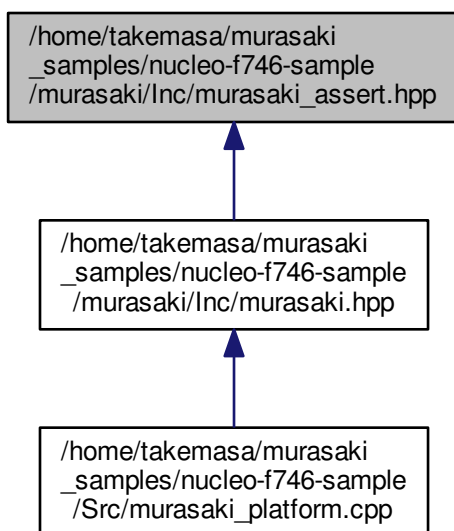 /home/takemasa/murasaki
_samples/nucleo-f746-sample
/murasaki/Inc/murasaki_assert.hpp
/home/takemasa/murasaki
_samples/nucleo-f746-sample
/murasaki/Inc/murasaki.hpp
/home/takemasa/murasaki
_samples/nucleo-f746-sample
/Src/murasaki_platform.cpp